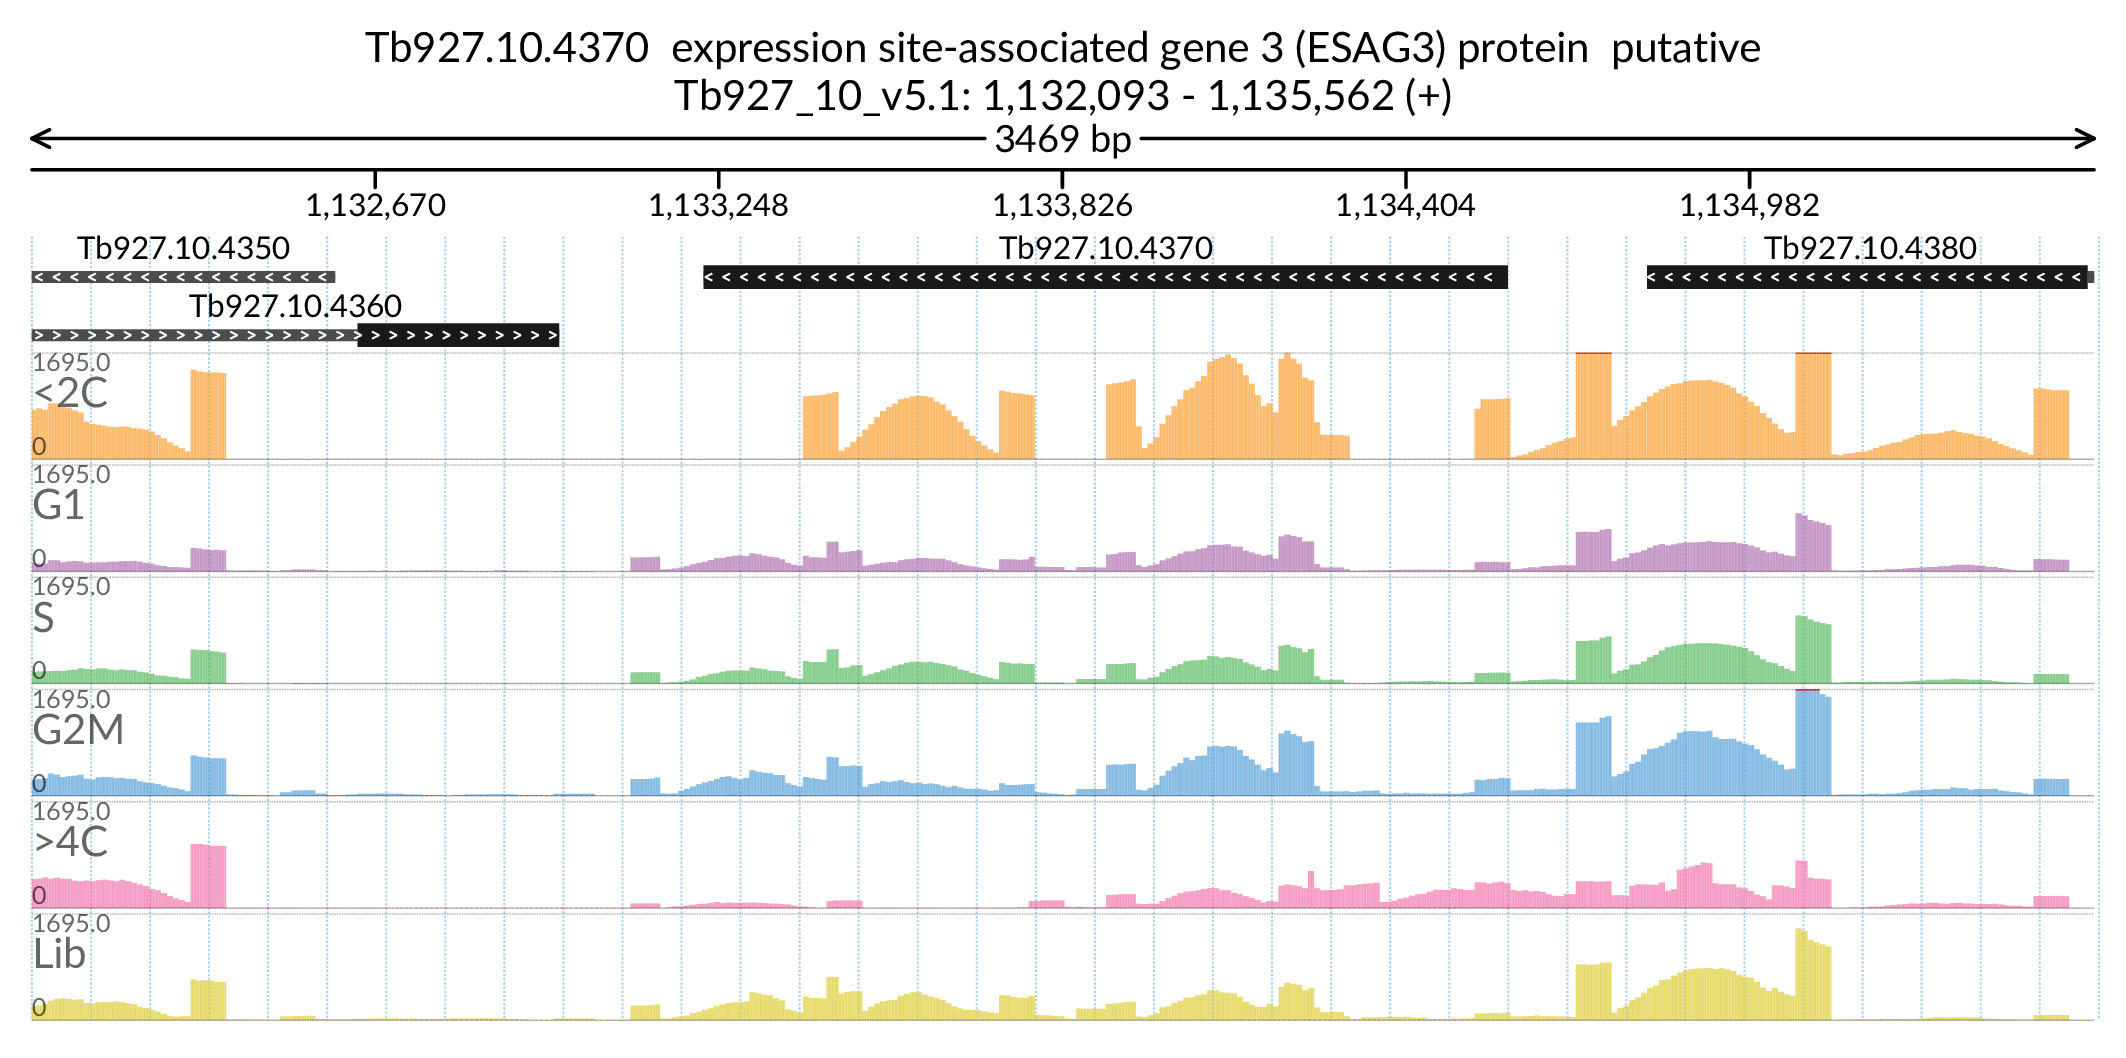 Tb927.10.4370  expression site-associated gene 3 (ESAG3) protein  putative
Tb927_10_v5.1: 1,132,093 - 1,135,562 (+)
3469 bp
1,132,670 1,133,248 1,133,826 1,134,404 1,134,982
Tb927.10.4350 Tb927.10.4370 Tb927.10.4380
Tb927.10.4360
1695.0
<2C
0
1695.0
G1
0
1695.0
S
0
1695.0
G2M
0
1695.0
>4C
0
1695.0
Lib
0